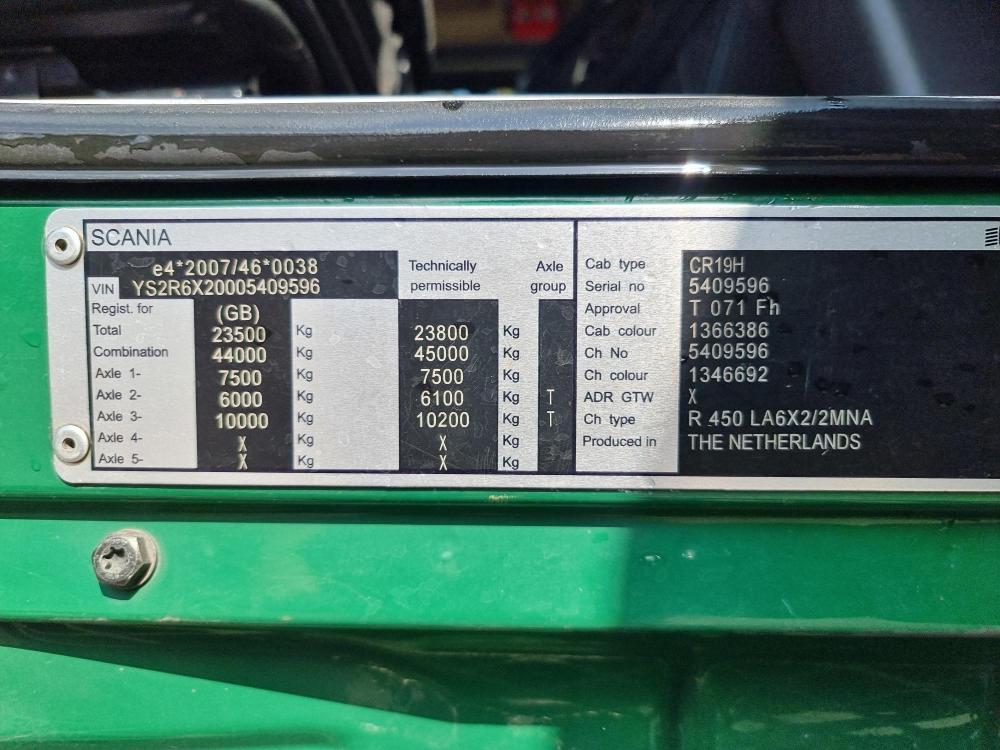 SCANIA
e4*2007/46*0038
VIN YS2R6X20005409596
Technically permissible
Axle group
Regist. for (GB)
Total 23500 Kg 23800 Kg
Combination 44000 Kg 45000 Kg
Axle 1- 7500 Kg 7500 Kg
Axle 2- 6000 Kg 6100 Kg T
Axle 3- 10000 Kg 10200 Kg T
Axle 4- X Kg X Kg
Axle 5- X Kg X Kg
Cab type CR19H
Serial no 5409596
Approval T 071 Fh
Cab colour 1366386
Ch No 5409596
Ch colour 1346692
ADR GTW X
Ch type R 450 LA6X2/2MNA
Produced in THE NETHERLANDS